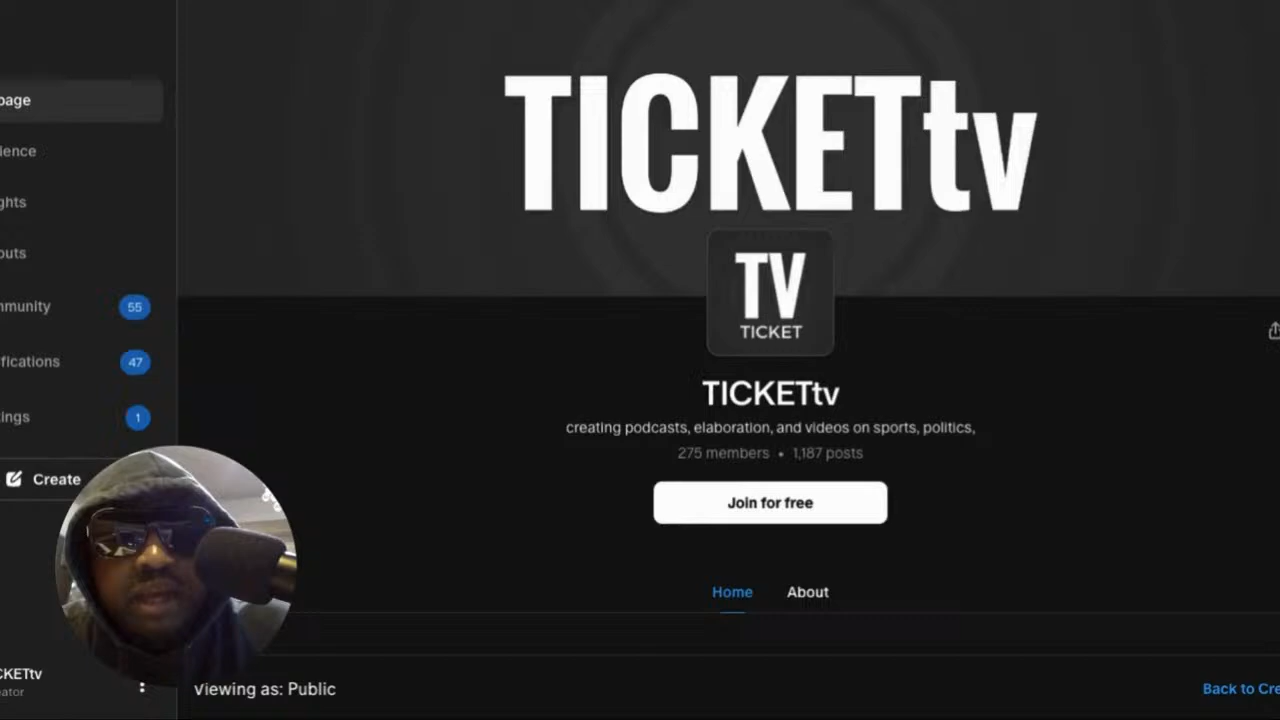 TICKETtv
page
ience
ghts
outs
mmunity
55
fications
47
ings
1
Create
TV
TICKET
TICKETtv
creating podcasts, elaboration, and videos on sports, politics,
275 members • 1,187 posts
Join for free
Home
About
CKETtv
eator
Viewing as: Public
Back to Cre